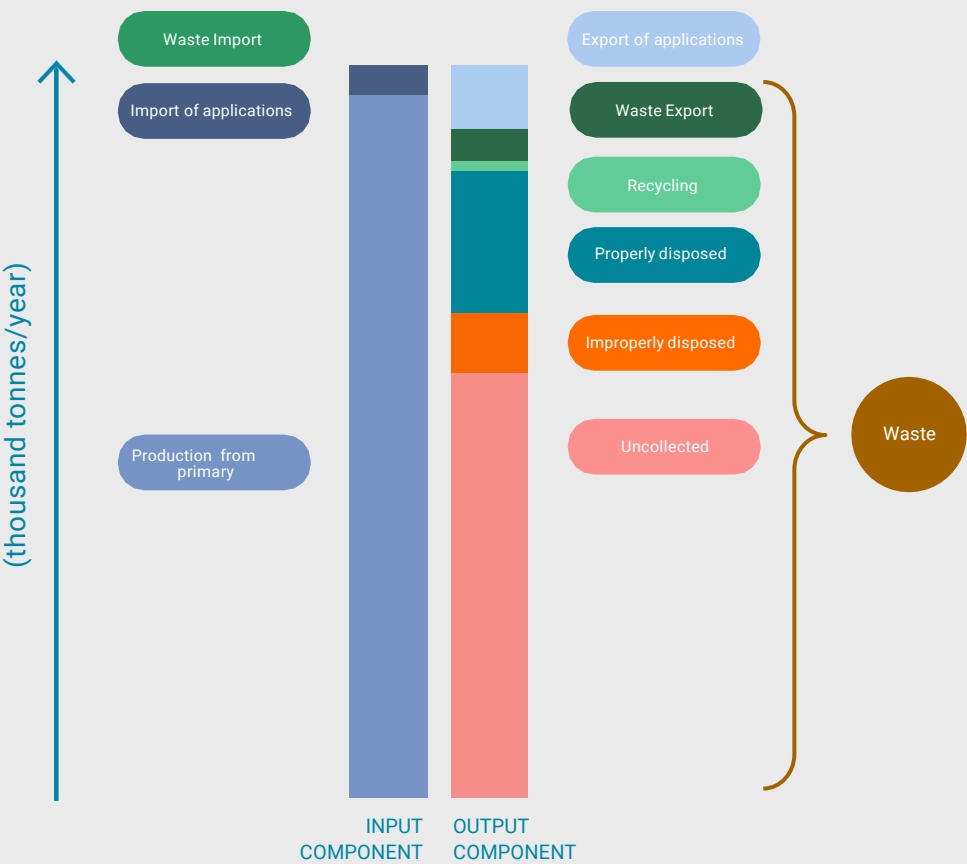 Waste Import
Import of applications
Production from
primary
(thousand tonnes/year)
Export of applications
Waste Export
Recycling
Properly disposed
Improperly disposed
Uncollected
Waste
INPUT
COMPONENT
OUTPUT
COMPONENT